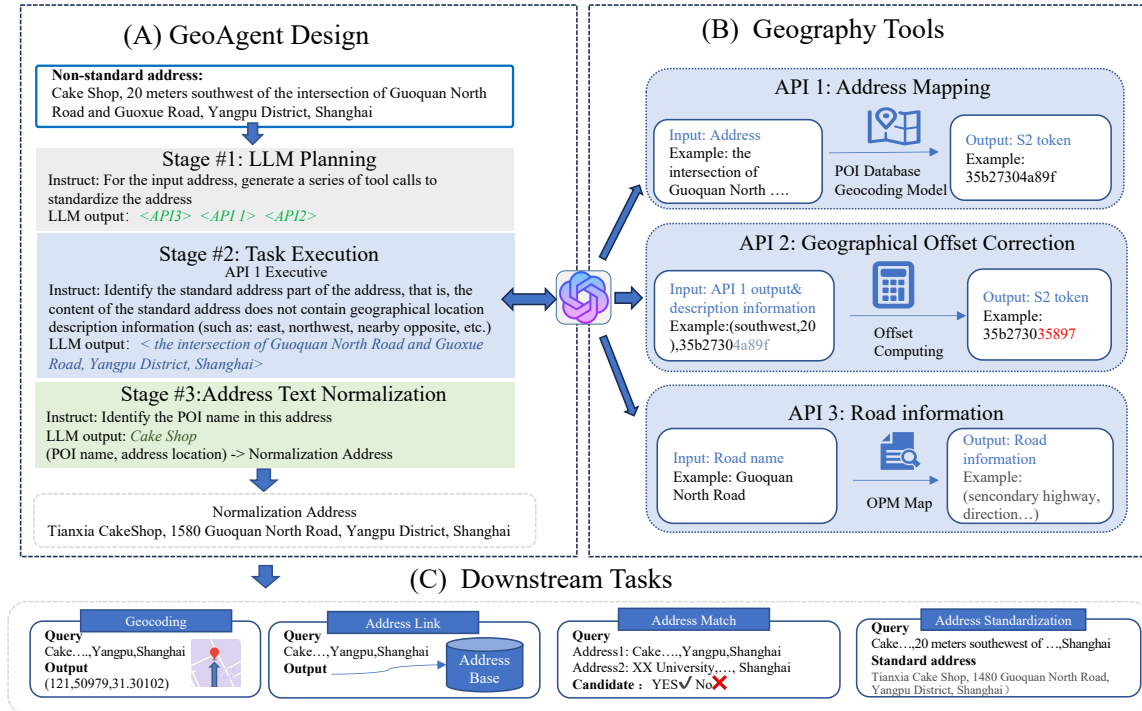 (A) GeoAgent Design
Non-standard address:
Cake Shop, 20 meters southwest of the intersection of Guoquan North
Road and Guoxue Road, Yangpu District, Shanghai
Stage #1: LLM Planning
Instruct: For the input address, generate a series of tool calls to
standardize the address
LLM output: <API3> <API 1> <API2>
Stage #2: Task Execution
API 1 Executive
Instruct: Identify the standard address part of the address, that is, the
content of the standard address does not contain geographical location
description information (such as: east, northwest, nearby opposite, etc.)
LLM output: < the intersection of Guoquan North Road and Guoxue
Road, Yangpu District, Shanghai>
Stage #3:Address Text Normalization
Instruct: Identify the POI name in this address
LLM output: Cake Shop
(POI name, address location) -> Normalization Address
Normalization Address
Tianxia CakeShop, 1580 Guoquan North Road, Yangpu District, Shanghai
(B) Geography Tools
API 1: Address Mapping
Input: Address
Example: the
intersection of
Guoquan North ….
POI Database
Geocoding Model
Output: S2 token
Example:
35b27304a89f
API 2: Geographical Offset Correction
Input: API 1 output&
description information
Example:(southwest,20
),35b27304a89f
Offset
Computing
Output: S2 token
Example:
35b273035897
API 3: Road information
Input: Road name
Example: Guoquan
North Road
OPM Map
Output: Road
information
Example:
(sencondary highway,
direction…)
(C) Downstream Tasks
Geocoding
Query
Cake….,Yangpu,Shanghai
Output
(121,50979,31.30102)
Address Link
Query
Cake…,Yangpu,Shanghai
Output
Address
Base
Address Match
Query
Address1: Cake….,Yangpu,Shanghai
Address2: XX University,…, Shanghai
Candidate : YES✓ No❌
Address Standardization
Query
Cake…,20 meters southewest of …,Shanghai
Standard address
Tianxia Cake Shop, 1480 Guoquan North Road,
Yangpu District, Shanghai）